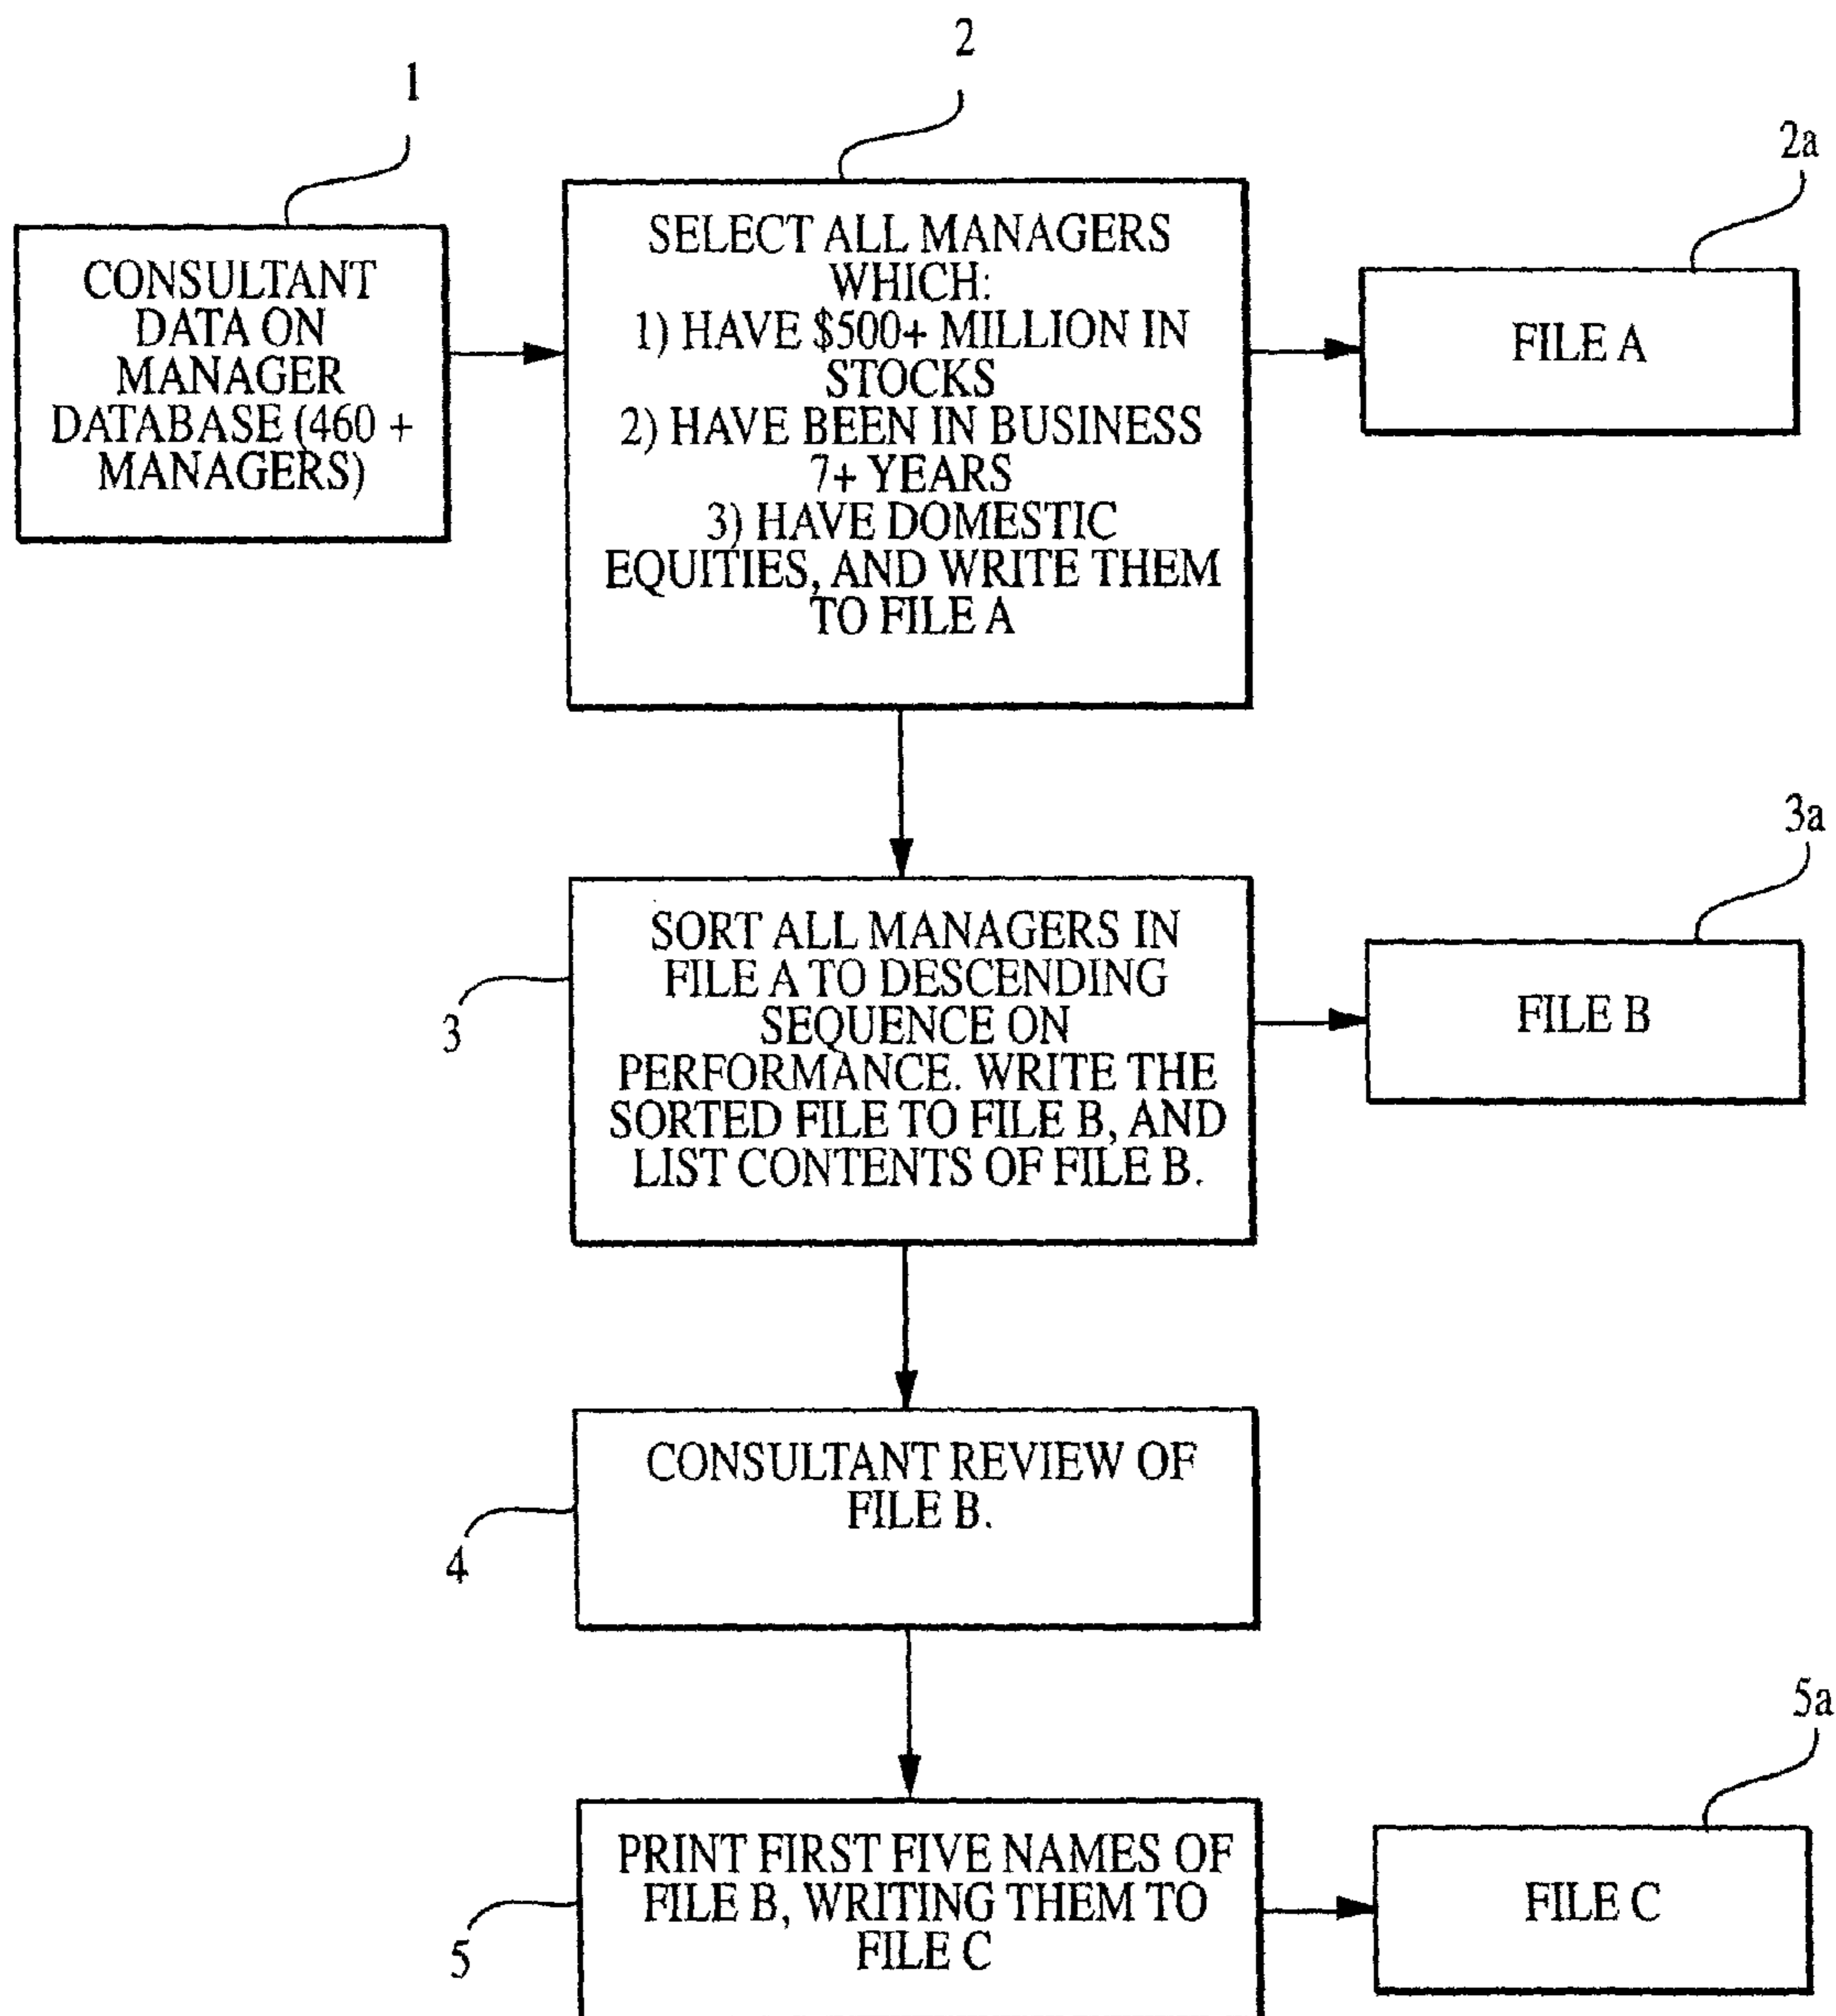 1
CONSULTANT
DATA ON
MANAGER
DATABASE (460 +
MANAGERS)
2
SELECT ALL MANAGERS
WHICH:
1) HAVE $500+ MILLION IN
STOCKS
2) HAVE BEEN IN BUSINESS
7+ YEARS
3) HAVE DOMESTIC
EQUITIES, AND WRITE THEM
TO FILE A
2a
FILE A
3
SORT ALL MANAGERS IN
FILE A TO DESCENDING
SEQUENCE ON
PERFORMANCE. WRITE THE
SORTED FILE TO FILE B, AND
LIST CONTENTS OF FILE B.
3a
FILE B
4
CONSULTANT REVIEW OF
FILE B.
5
PRINT FIRST FIVE NAMES OF
FILE B, WRITING THEM TO
FILE C
5a
FILE C